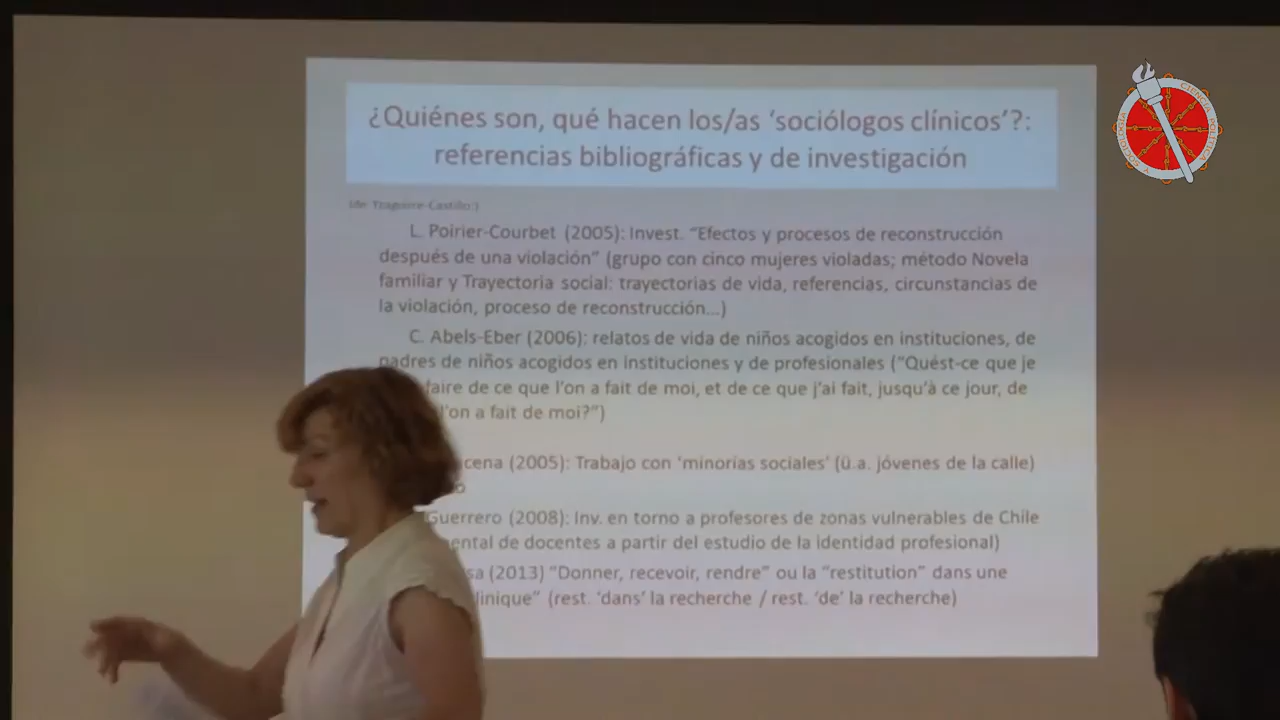 ¿Quiénes son, qué hacen los/as ‘sociólogos clínicos’?:
referencias bibliográficas y de investigación
(de Yzaguirre-Castillo:)
L. Poirier-Courbet (2005): Invest. “Efectos y procesos de reconstrucción
después de una violación” (grupo con cinco mujeres violadas; método Novela
familiar y Trayectoria social: trayectorias de vida, referencias, circunstancias de
la violación, proceso de reconstrucción...)
C. Abels-Eber (2006): relatos de vida de niños acogidos en instituciones, de
padres de niños acogidos en instituciones y de profesionales (“Quést-ce que je
faire de ce que l’on a fait de moi, et de ce que j’ai fait, jusqu’à ce jour, de
l’on a fait de moi?”)
(2005): Trabajo con ‘minorías sociales’ (ü.a. jóvenes de la calle)
Guerrero (2008): Inv. en torno a profesores de zonas vulnerables de Chile
de docentes a partir del estudio de la identidad profesional)
(2013) “Donner, recevoir, rendre” ou la “restitution” dans une
(rest. ‘dans’ la recherche / rest. ‘de’ la recherche)
CIENCIA POLÍTICA Y SOCIOLOGÍA